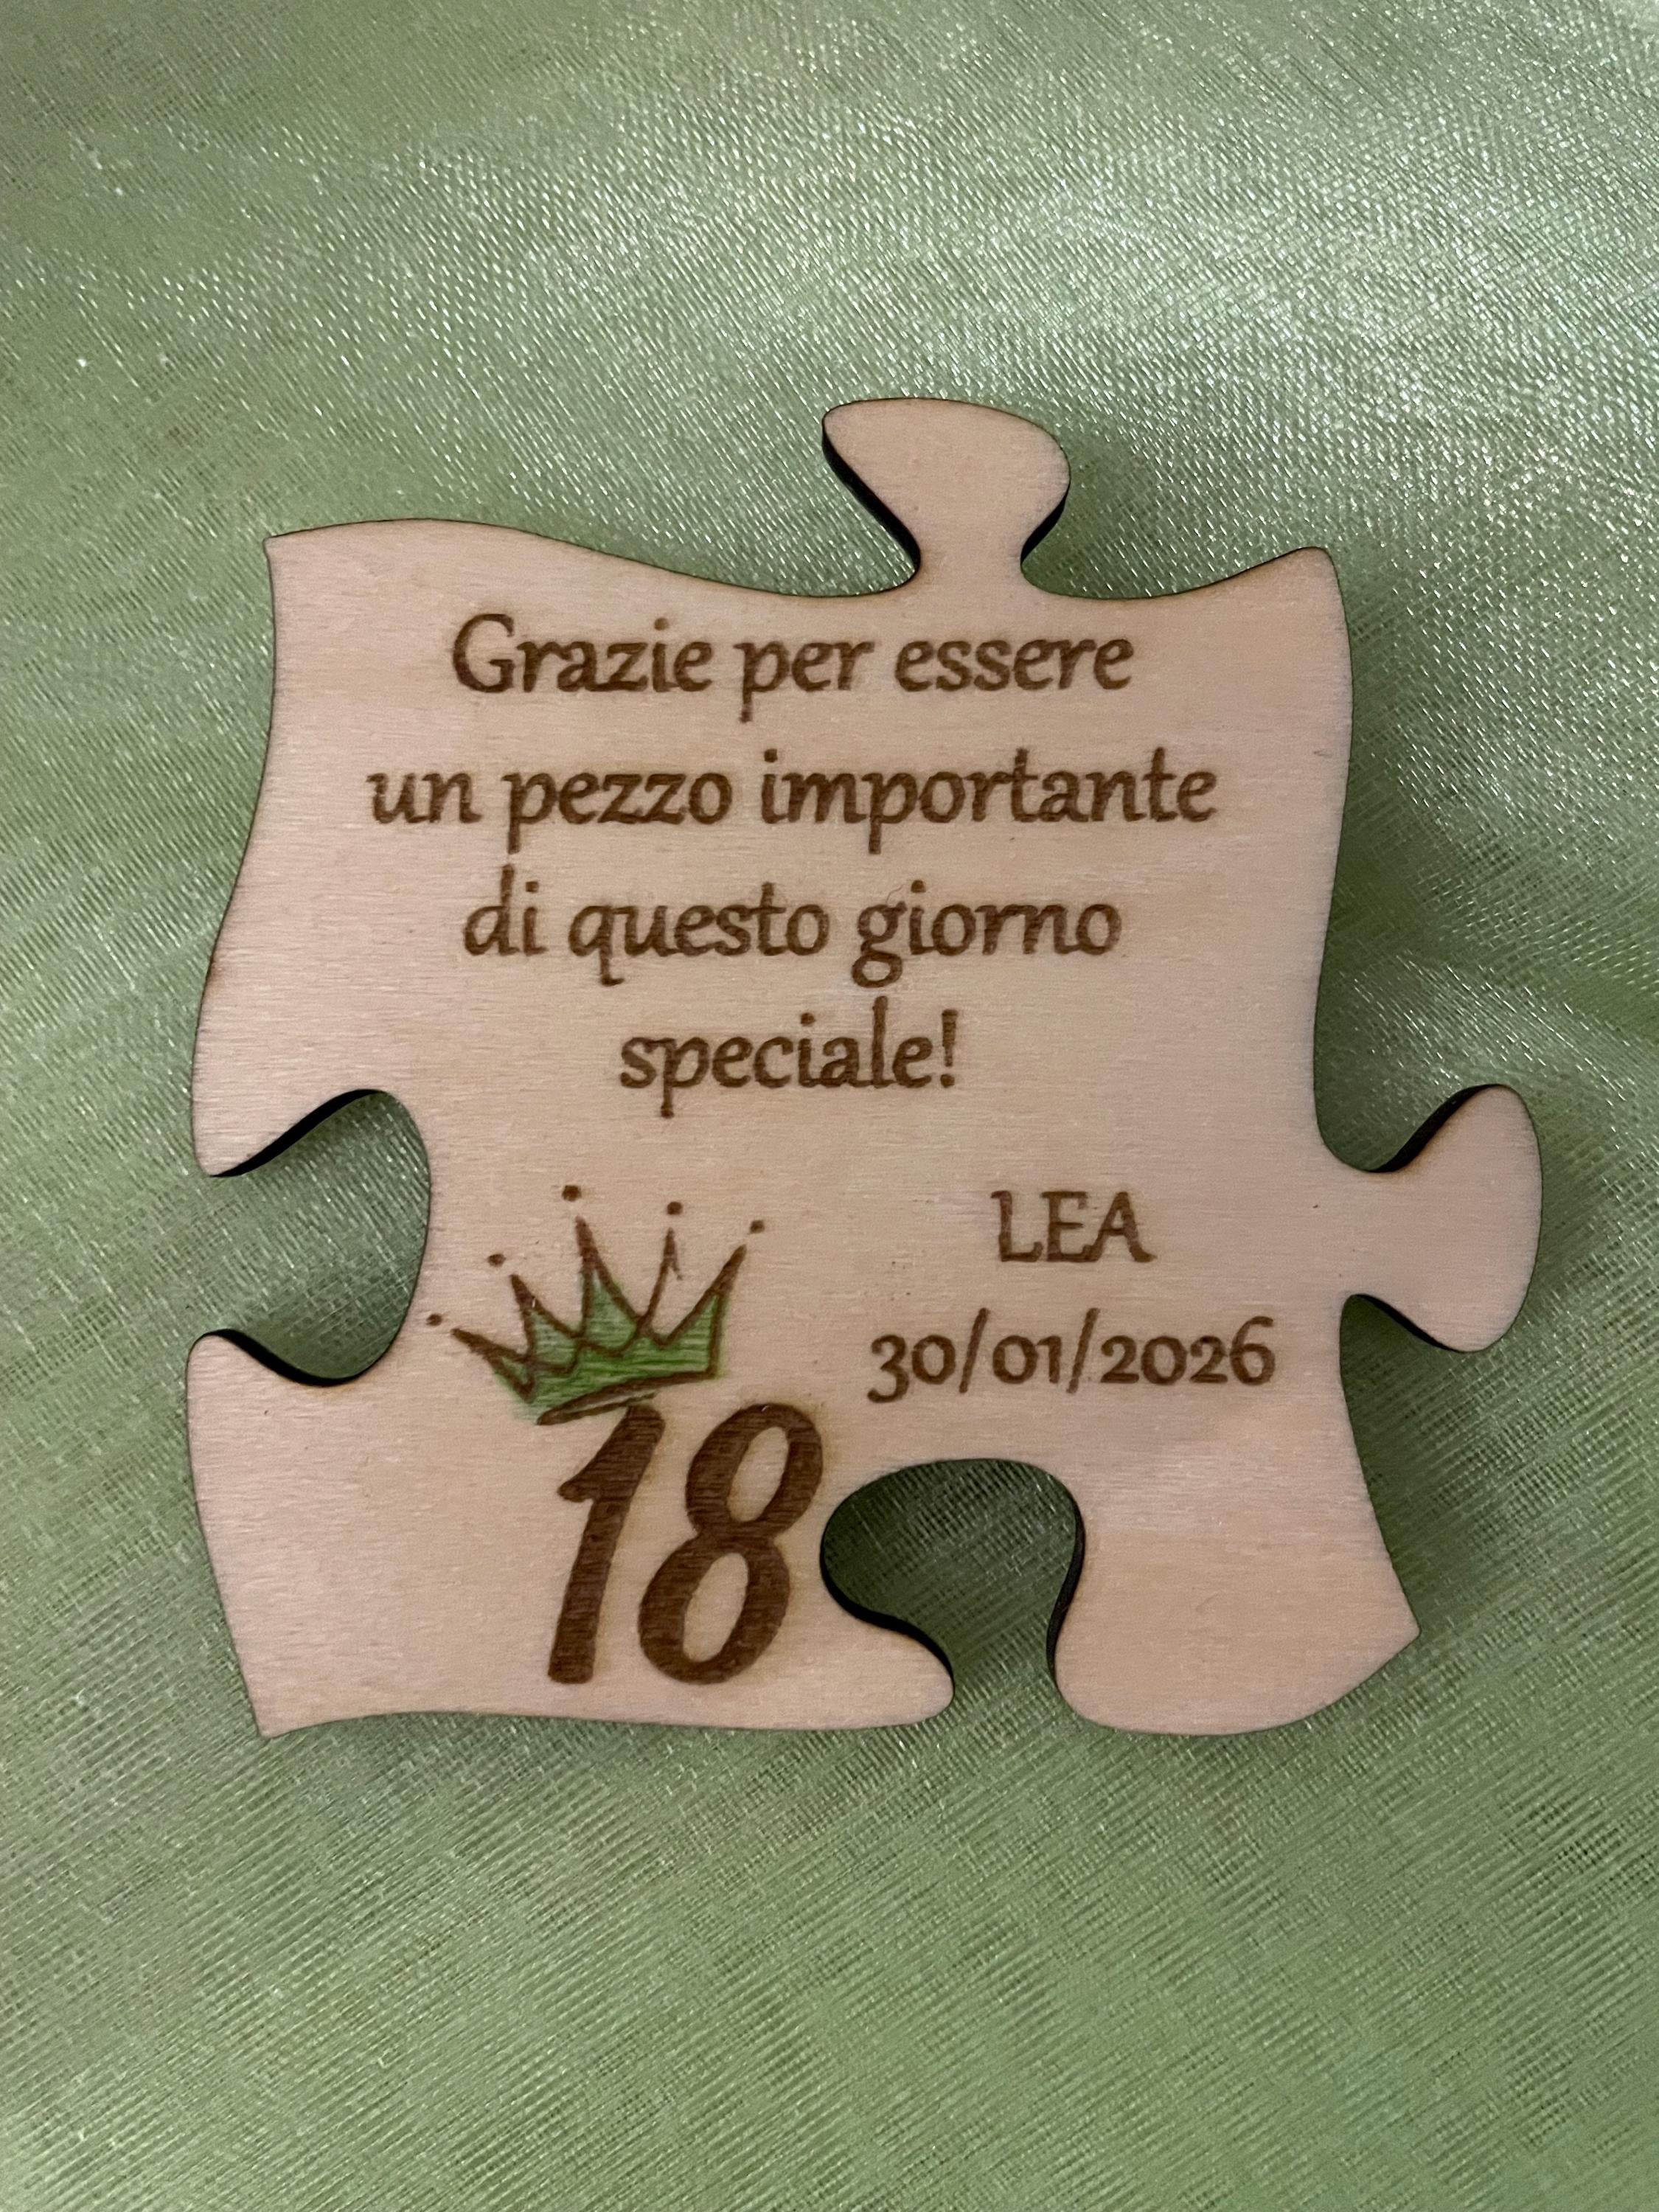 Grazie per essere
un pezzo importante
di questo giorno
speciale!
LEA
30/01/2026
18